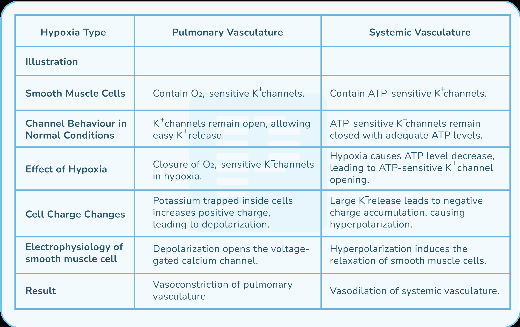 Hypoxia Type
Pulmonary Vasculature
Systemic Vasculature
Illustration
Smooth Muscle Cells
Contain O₂, sensitive K⁺channels.
Contain ATP-sensitive K⁺channels.
Channel Behaviour in
Normal Conditions
K⁺channels remain open, allowing
easy K⁺release
ATP-sensitive K⁺channels remain
closed with adequate ATP levels.
Effect of Hypoxia
Closure of O₂, sensitive K⁺channels
in hypoxia.
Hypoxia causes ATP level decrease,
leading to ATP-sensitive K⁺channel
opening.
Cell Charge Changes
Potassium trapped inside cells
increases positive charge,
leading to depolarization.
Large K⁺release leads to negative
charge accumulation, causing
hyperpolarization.
Electrophysiology of
smooth muscle cell
Depolarization opens the voltage-
gated calcium channel.
Hyperpolarization induces the
relaxation of smooth muscle cells.
Result
Vasoconstriction of pulmonary
vasculature
Vasodilation of systemic vasculature.